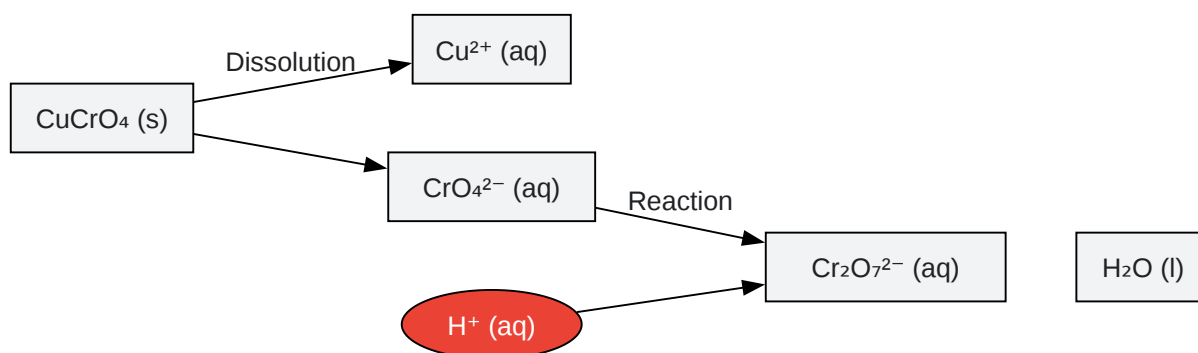 Dissolution
Cu²⁺ (aq)
CuCrO₄ (s)
CrO₄²⁻ (aq)
Reaction
Cr₂O₇²⁻ (aq)
H₂O (l)
H⁺ (aq)